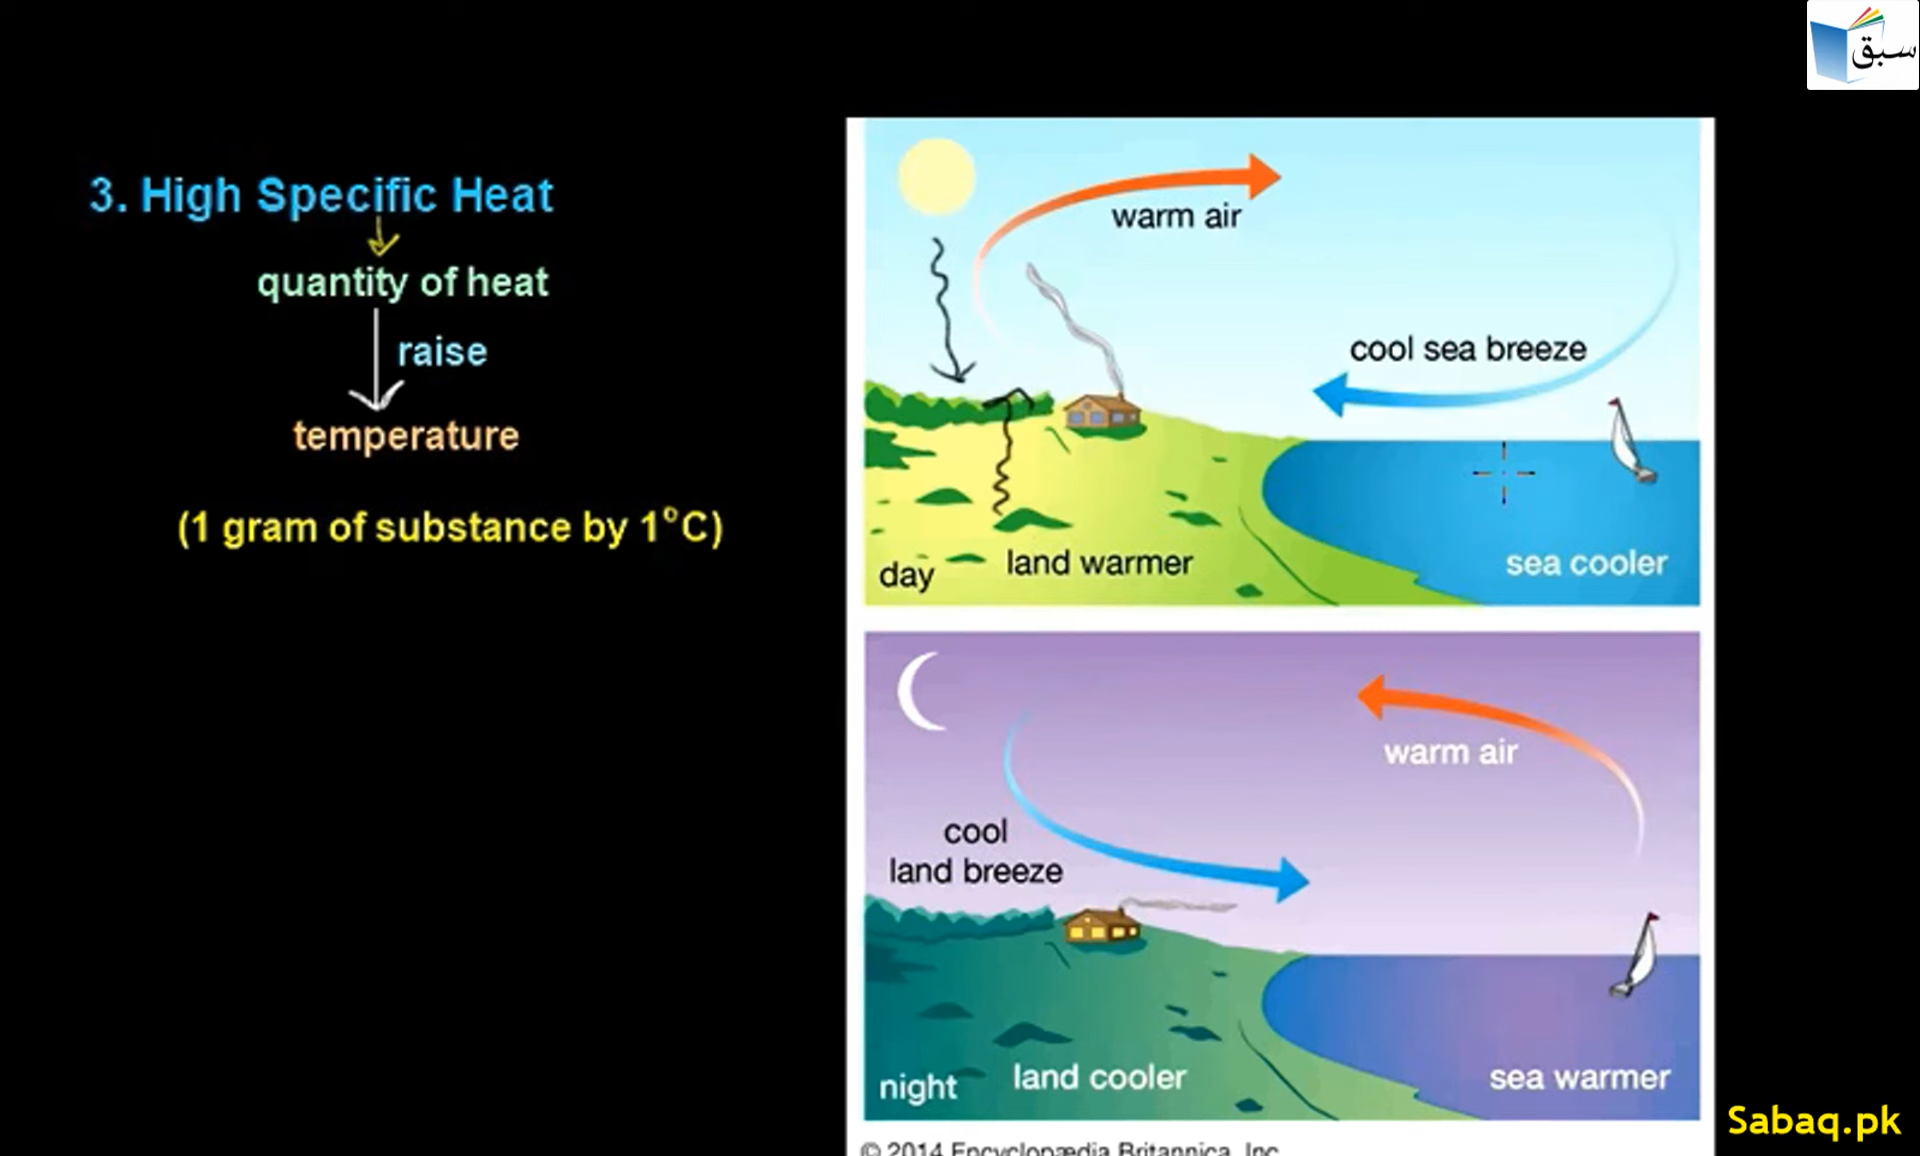 سبق
3. High Specific Heat
quantity of heat
raise
temperature
(1 gram of substance by 1°C)
warm air
cool sea breeze
day
land warmer
sea cooler
warm air
cool
land breeze
night
land cooler
sea warmer
© 2014 Encyclopædia Britannica, Inc.
Sabaq.pk